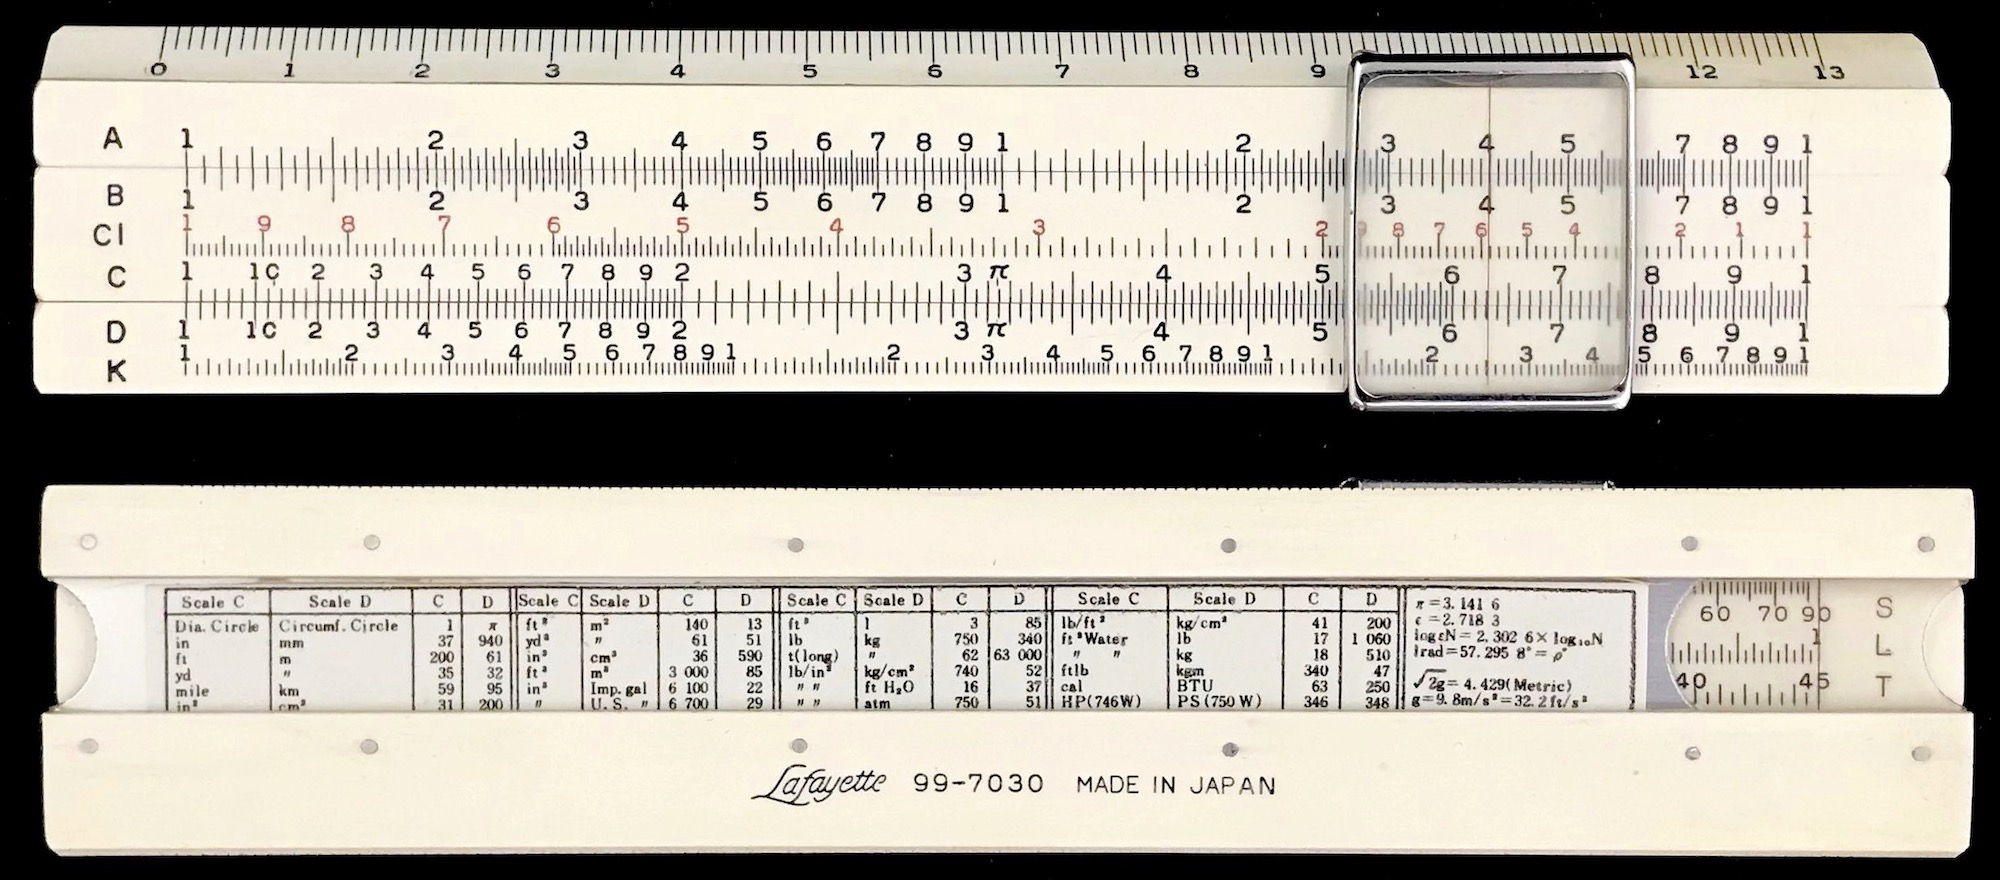 0 1 2 3 4 5 6 7 8 9 12 13
A 1 2 3 4 5 6 7 8 9 1 2 3 4 5 7 8 9 1
B 1 2 3 4 5 6 7 8 9 1 2 3 4 5 7 8 9 1
CI 1 9 8 7 6 5 4 3 2 9 8 7 6 5 4 2 1 1
C 1 1 C 2 3 4 5 6 7 8 9 2 3 π 4 5 6 7 8 9 1
D 1 1 C 2 3 4 5 6 7 8 9 2 3 π 4 5 6 7 8 9 1
K 1 2 3 4 5 6 7 8 9 1 2 3 4 5 6 7 8 9 1 2 3 4 5 6 7 8 9 1
Scale C Scale D C D Scale C Scale D C D Scale C Scale D C D Scale C Scale D C D
Dia. Circle Circumf. Circle 1 π ft² m² 140 13 ft³ l 3 85 lb/ft² kg/cm² 41 200
in mm 37 940 yd² " 61 51 lb kg 750 340 ft³ Water lb 17 1 060
ft m 200 61 in³ cm³ 36 590 t(long) " 62 63 000 " " kg 18 510
yd " 35 32 ft³ m³ 3 000 85 lb/in² kg/cm² 740 52 ftlb kgm 340 47
mile km 59 95 in³ Imp. gal 6 100 22 " " ft H₂O 16 37 cal BTU 63 250
in² cm² 31 200 " U. S. " 6 700 29 " " atm 750 51 HP(746W) PS(750 W) 346 348
π=3. 141 6
ε=2. 718 3
logεN= 2, 302 6× log₁₀N
1rad=57. 295 8°= ρ°
√2g= 4. 429(Metric)
g=9. 8m/s²=32. 2ft/s²
60 70 90 S
1 L
40 45 T
Lafayette 99-7030 MADE IN JAPAN